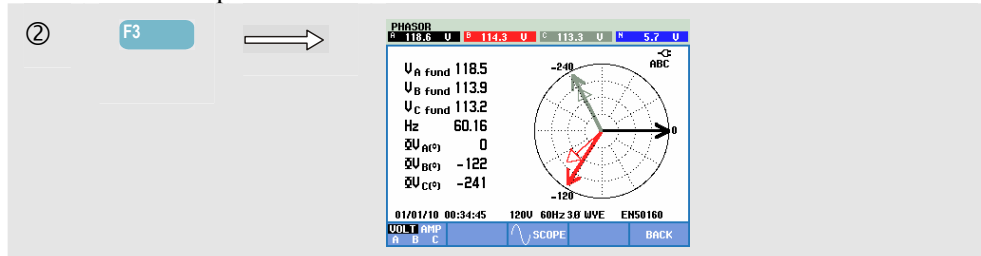 ② F3
PHASOR
A 118.6 V B 114.3 V C 113.3 V N 5.7 V
ABC
-240
0
-120
V A fund 118.5
V B fund 113.9
V C fund 113.2
Hz 60.16
ΦV A(°) 0
ΦV B(°) -122
ΦV C(°) -241
01/01/10 00:34:45 120V 60Hz 3Ø WYE EN50160
VOLT AMP
A B C
SCOPE BACK